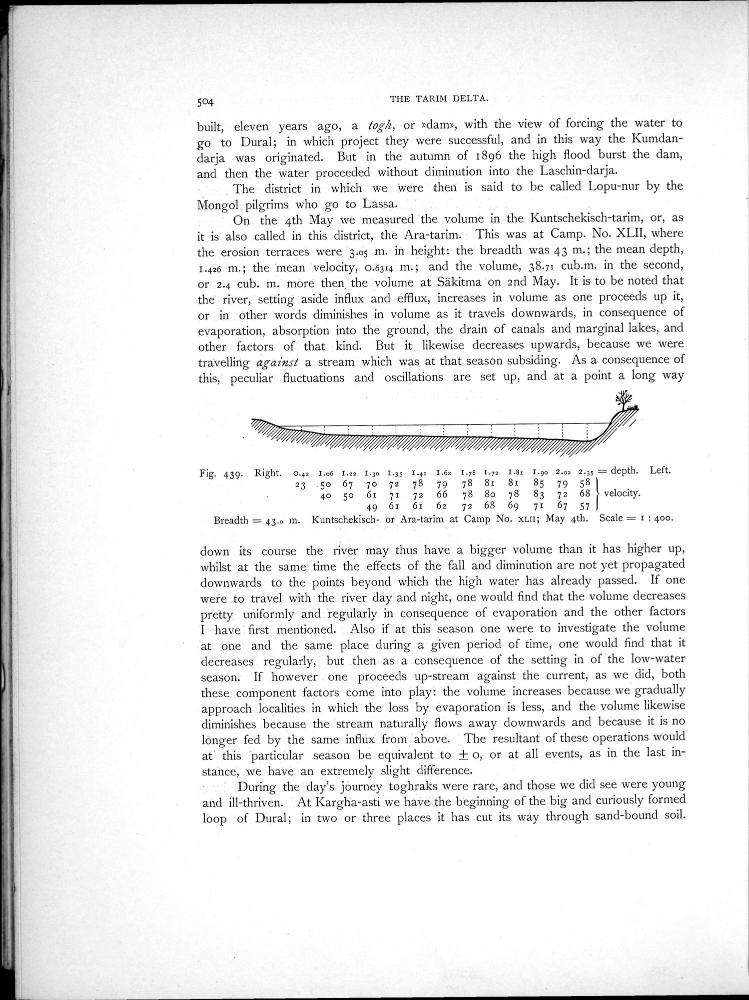 504 THE TARIM DELTA.
built, eleven years ago, a togh, or »dam», with the view of forcing the water to
go to Dural; in which project they were successful, and in this way the Kumdan-
darja was originated. But in the autumn of 1896 the high flood burst the dam,
and then the water proceeded without diminution into the Laschin-darja.
The district in which we were then is said to be called Lopu-nur by the
Mongol pilgrims who go to Lassa.
On the 4th May we measured the volume in the Kuntschekisch-tarim, or, as
it is also called in this district, the Ara-tarim. This was at Camp. No. XLII, where
the erosion terraces were 3.05 m. in height: the breadth was 43 m.; the mean depth,
1.426 m.; the mean velocity, 0.6314 m.; and the volume, 38.71 cub.m. in the second,
or 2.4 cub. m. more then the volume at Säkitma on 2nd May. It is to be noted that
the river, setting aside influx and efflux, increases in volume as one proceeds up it,
or in other words diminishes in volume as it travels downwards, in consequence of
evaporation, absorption into the ground, the drain of canals and marginal lakes, and
other factors of that kind. But it likewise decreases upwards, because we were
travelling against a stream which was at that season subsiding. As a consequence of
this, peculiar fluctuations and oscillations are set up, and at a point a long way
Fig. 439. Right. 0.42 1.06 1.22 1.30 1.35 1.41 1.62 1.78 1.72 1.81 1.90 2.02 2.35 = depth. Left.
23 50 67 70 72 78 79 78 81 81 85 79 58
40 50 61 71 72 66 78 80 78 83 72 68 velocity.
49 61 61 62 72 68 69 71 67 57
Breadth = 43.0 m. Kuntschekisch- or Ara-tarim at Camp No. XLII; May 4th. Scale = 1 : 400.
down its course the river may thus have a bigger volume than it has higher up,
whilst at the same time the effects of the fall and diminution are not yet propagated
downwards to the points beyond which the high water has already passed. If one
were to travel with the river day and night, one would find that the volume decreases
pretty uniformly and regularly in consequence of evaporation and the other factors
I have first mentioned. Also if at this season one were to investigate the volume
at one and the same place during a given period of time, one would find that it
decreases regularly, but then as a consequence of the setting in of the low-water
season. If however one proceeds up-stream against the current, as we did, both
these component factors come into play: the volume increases because we gradually
approach localities in which the loss by evaporation is less, and the volume likewise
diminishes because the stream naturally flows away downwards and because it is no
longer fed by the same influx from above. The resultant of these operations would
at this particular season be equivalent to ± 0, or at all events, as in the last in-
stance, we have an extremely slight difference.
During the day's journey toghraks were rare, and those we did see were young
and ill-thriven. At Kargha-asti we have the beginning of the big and curiously formed
loop of Dural; in two or three places it has cut its way through sand-bound soil.